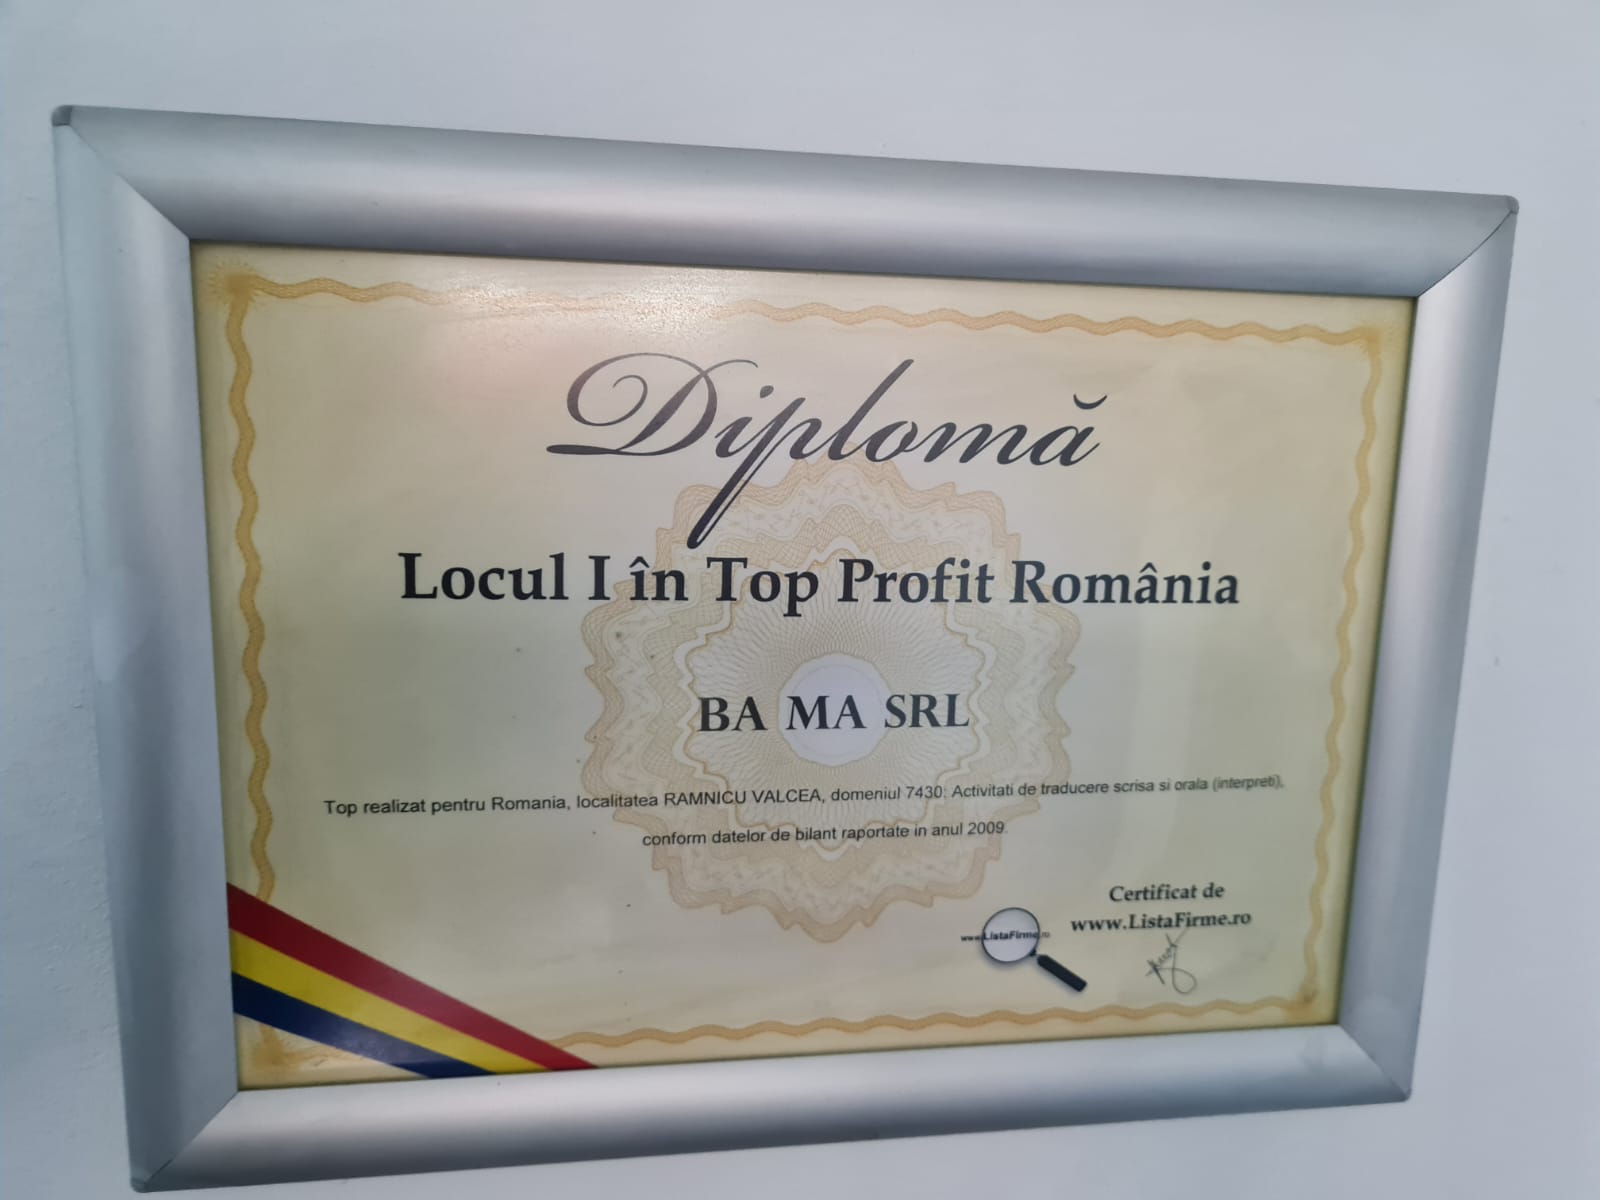 Diplomă
Locul I în Top Profit România
BA MA SRL
Top realizat pentru Romania, localitatea RAMNICU VALCEA, domeniul 7430: Activitati de traducere scrisa si orala (interpreti),
conform datelor de bilant raportate in anul 2009.
Certificat de
www.ListaFirme.ro
www.ListaFirme.ro